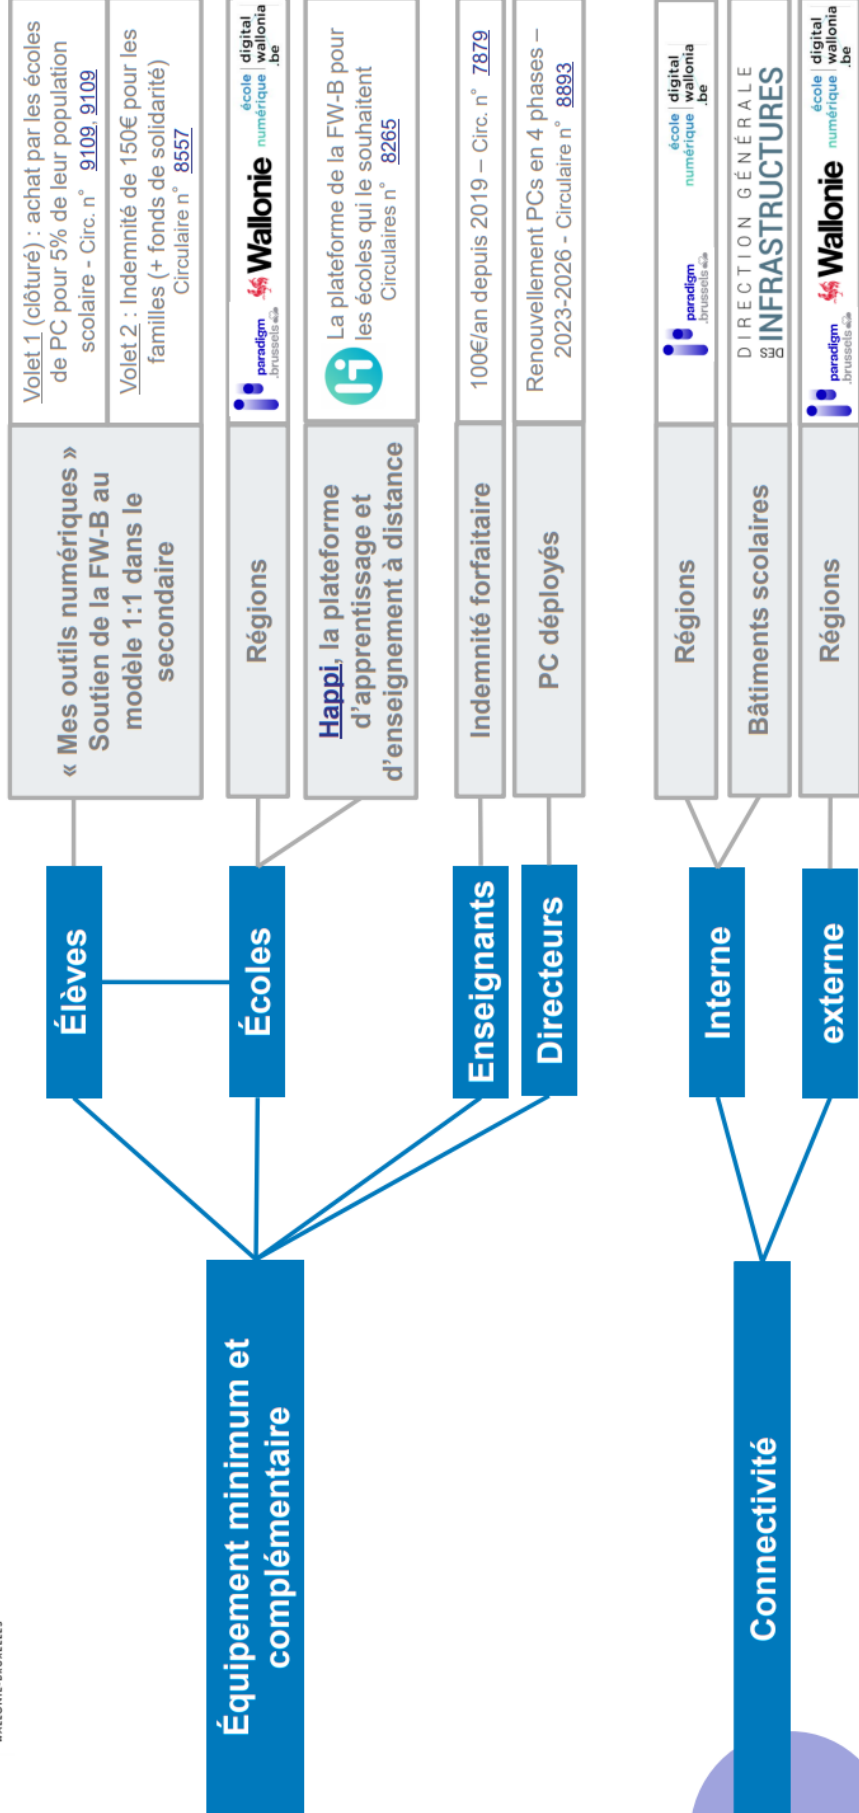 Équipement minimum et
complémentaire
Élèves
« Mes outils numériques »
Soutien de la FW-B au
modèle 1:1 dans le
secondaire
Volet 1 (clôturé) : achat par les écoles
de PC pour 5% de leur population
scolaire - Circ. n° 9109, 9109
Volet 2 : Indemnité de 150€ pour les
familles (+ fonds de solidarité)
Circulaire n° 8557
Écoles
Régions
paradigm
.brussels
Wallonie
école
numérique
digital
wallonia
.be
Happi, la plateforme
d'apprentissage et
d'enseignement à distance
La plateforme de la FW-B pour
les écoles qui le souhaitent
Circulaires n° 8265
Enseignants
Indemnité forfaitaire
100€/an depuis 2019 – Circ. n° 7879
Directeurs
PC déployés
Renouvellement PCs en 4 phases –
2023-2026 - Circulaire n° 8893
Connectivité
Interne
Régions
paradigm
.brussels
école
numérique
digital
wallonia
.be
Bâtiments scolaires
DIRECTION GÉNÉRALE
DES INFRASTRUCTURES
externe
Régions
paradigm
.brussels
Wallonie
école
numérique
digital
wallonia
.be